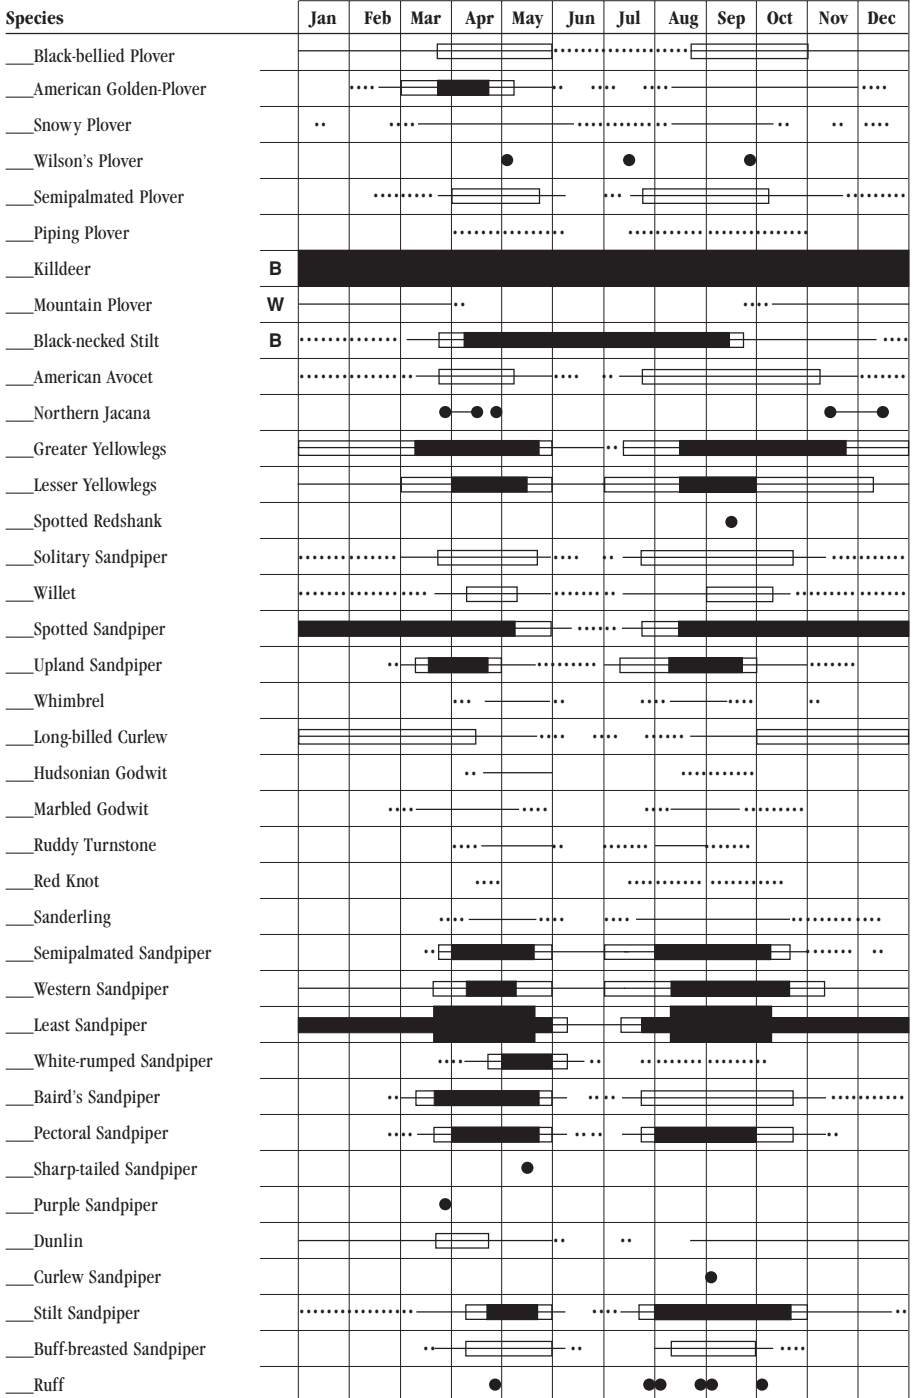 Species Jan Feb Mar Apr May Jun Jul Aug Sep Oct Nov Dec
___Black-bellied Plover
___American Golden-Plover
___Snowy Plover
___Wilson's Plover
___Semipalmated Plover
___Piping Plover
___Killdeer B
___Mountain Plover W
___Black-necked Stilt B
___American Avocet
___Northern Jacana
___Greater Yellowlegs
___Lesser Yellowlegs
___Spotted Redshank
___Solitary Sandpiper
___Willet
___Spotted Sandpiper
___Upland Sandpiper
___Whimbrel
___Long-billed Curlew
___Hudsonian Godwit
___Marbled Godwit
___Ruddy Turnstone
___Red Knot
___Sanderling
___Semipalmated Sandpiper
___Western Sandpiper
___Least Sandpiper
___White-rumped Sandpiper
___Baird's Sandpiper
___Pectoral Sandpiper
___Sharp-tailed Sandpiper
___Purple Sandpiper
___Dunlin
___Curlew Sandpiper
___Stilt Sandpiper
___Buff-breasted Sandpiper
___Ruff